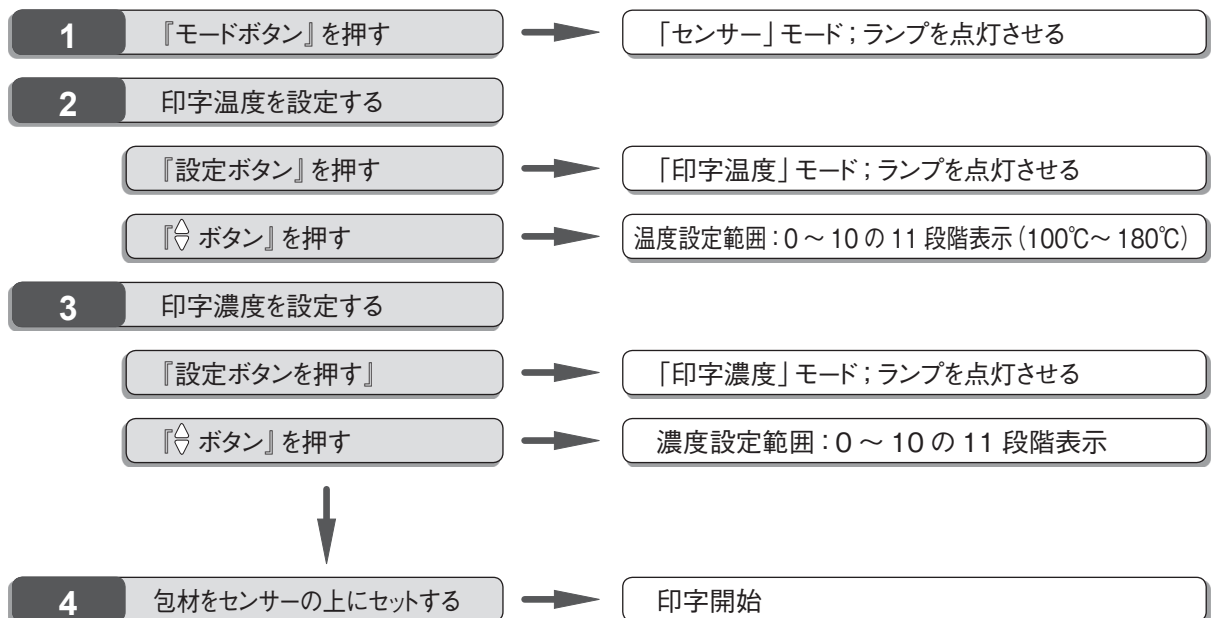 1 『モードボタン』を押す 「センサー」モード；ランプを点灯させる
2 印字温度を設定する
『設定ボタン』を押す 「印字温度」モード；ランプを点灯させる
『△▽ ボタン』を押す 温度設定範囲：0 ～ 10 の 11 段階表示（100℃～ 180℃）
3 印字濃度を設定する
『設定ボタンを押す』 「印字濃度」モード；ランプを点灯させる
『△▽ ボタン』を押す 濃度設定範囲：0 ～ 10 の 11 段階表示
4 包材をセンサーの上にセットする 印字開始